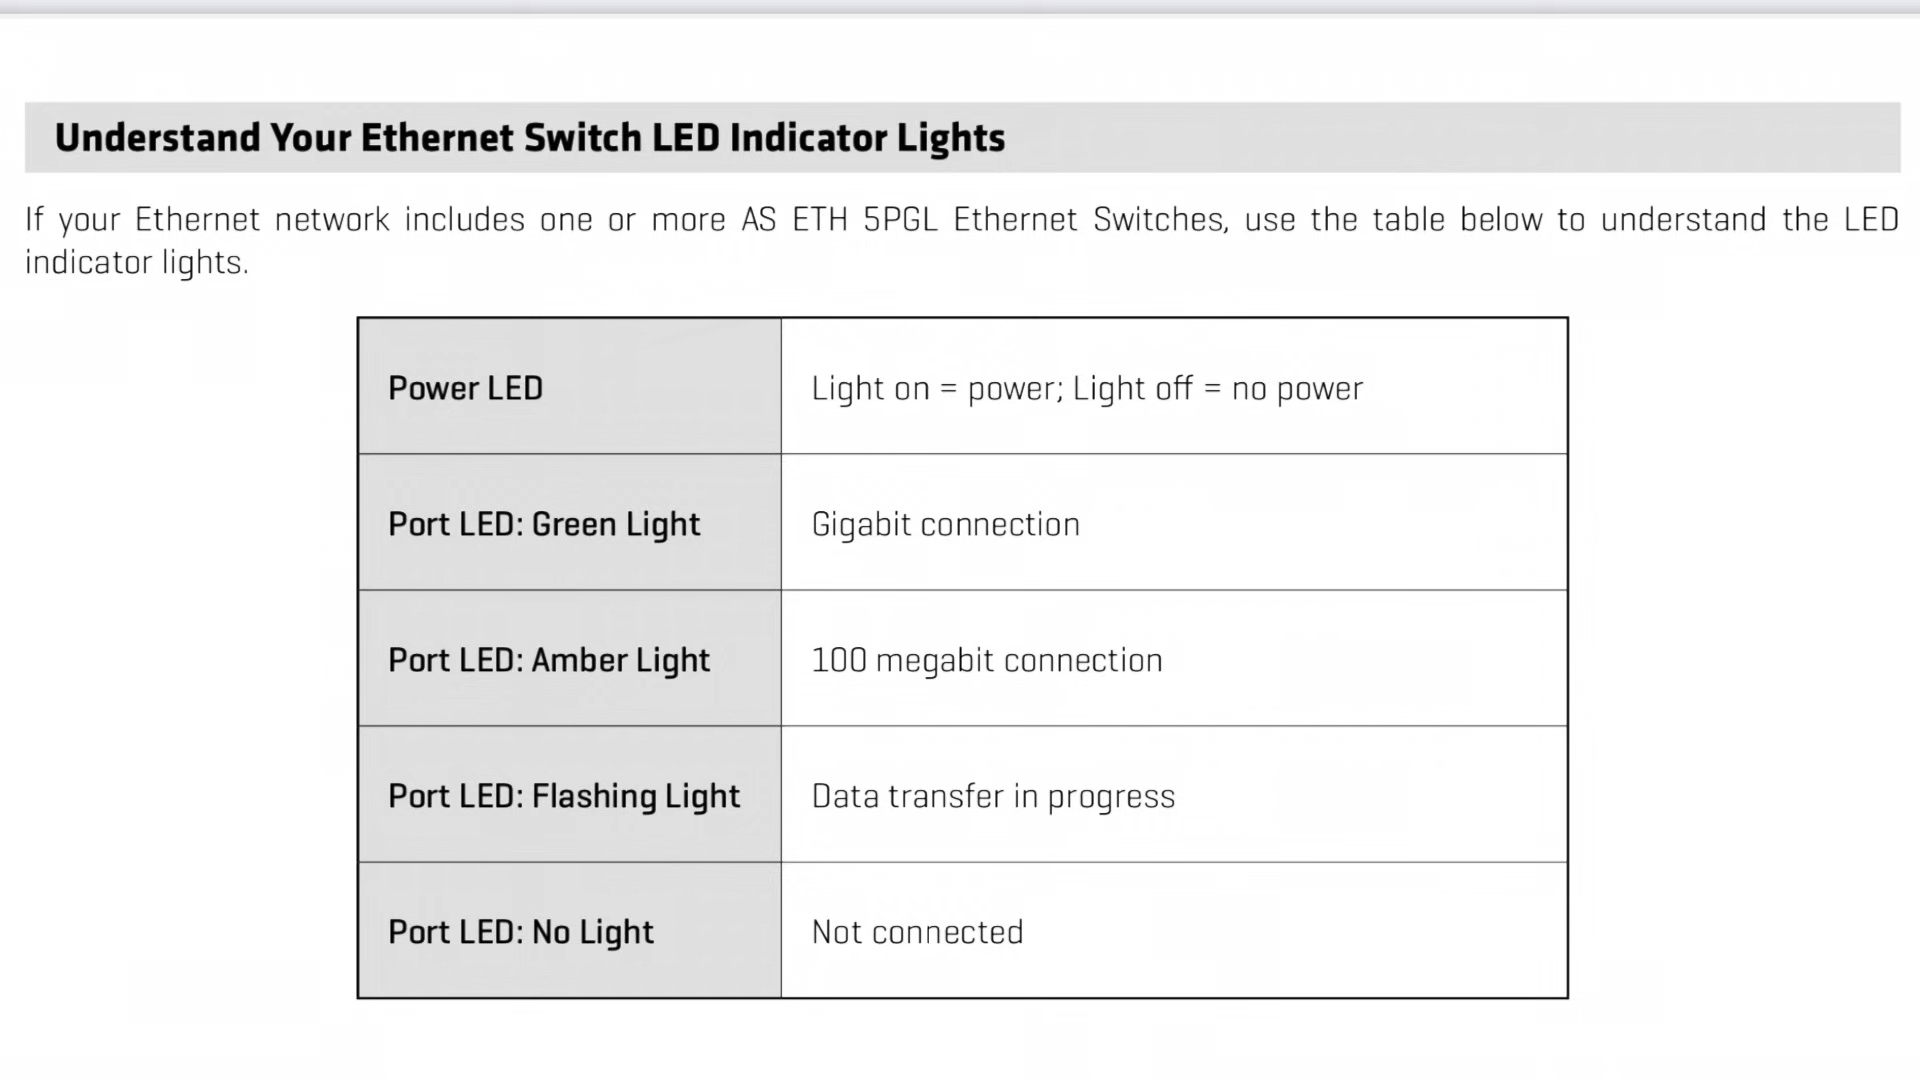 Understand Your Ethernet Switch LED Indicator Lights
If your Ethernet network includes one or more AS ETH 5PGL Ethernet Switches, use the table below to understand the LED
indicator lights.
Power LED
Light on = power; Light off = no power
Port LED: Green Light
Gigabit connection
Port LED: Amber Light
100 megabit connection
Port LED: Flashing Light
Data transfer in progress
Port LED: No Light
Not connected